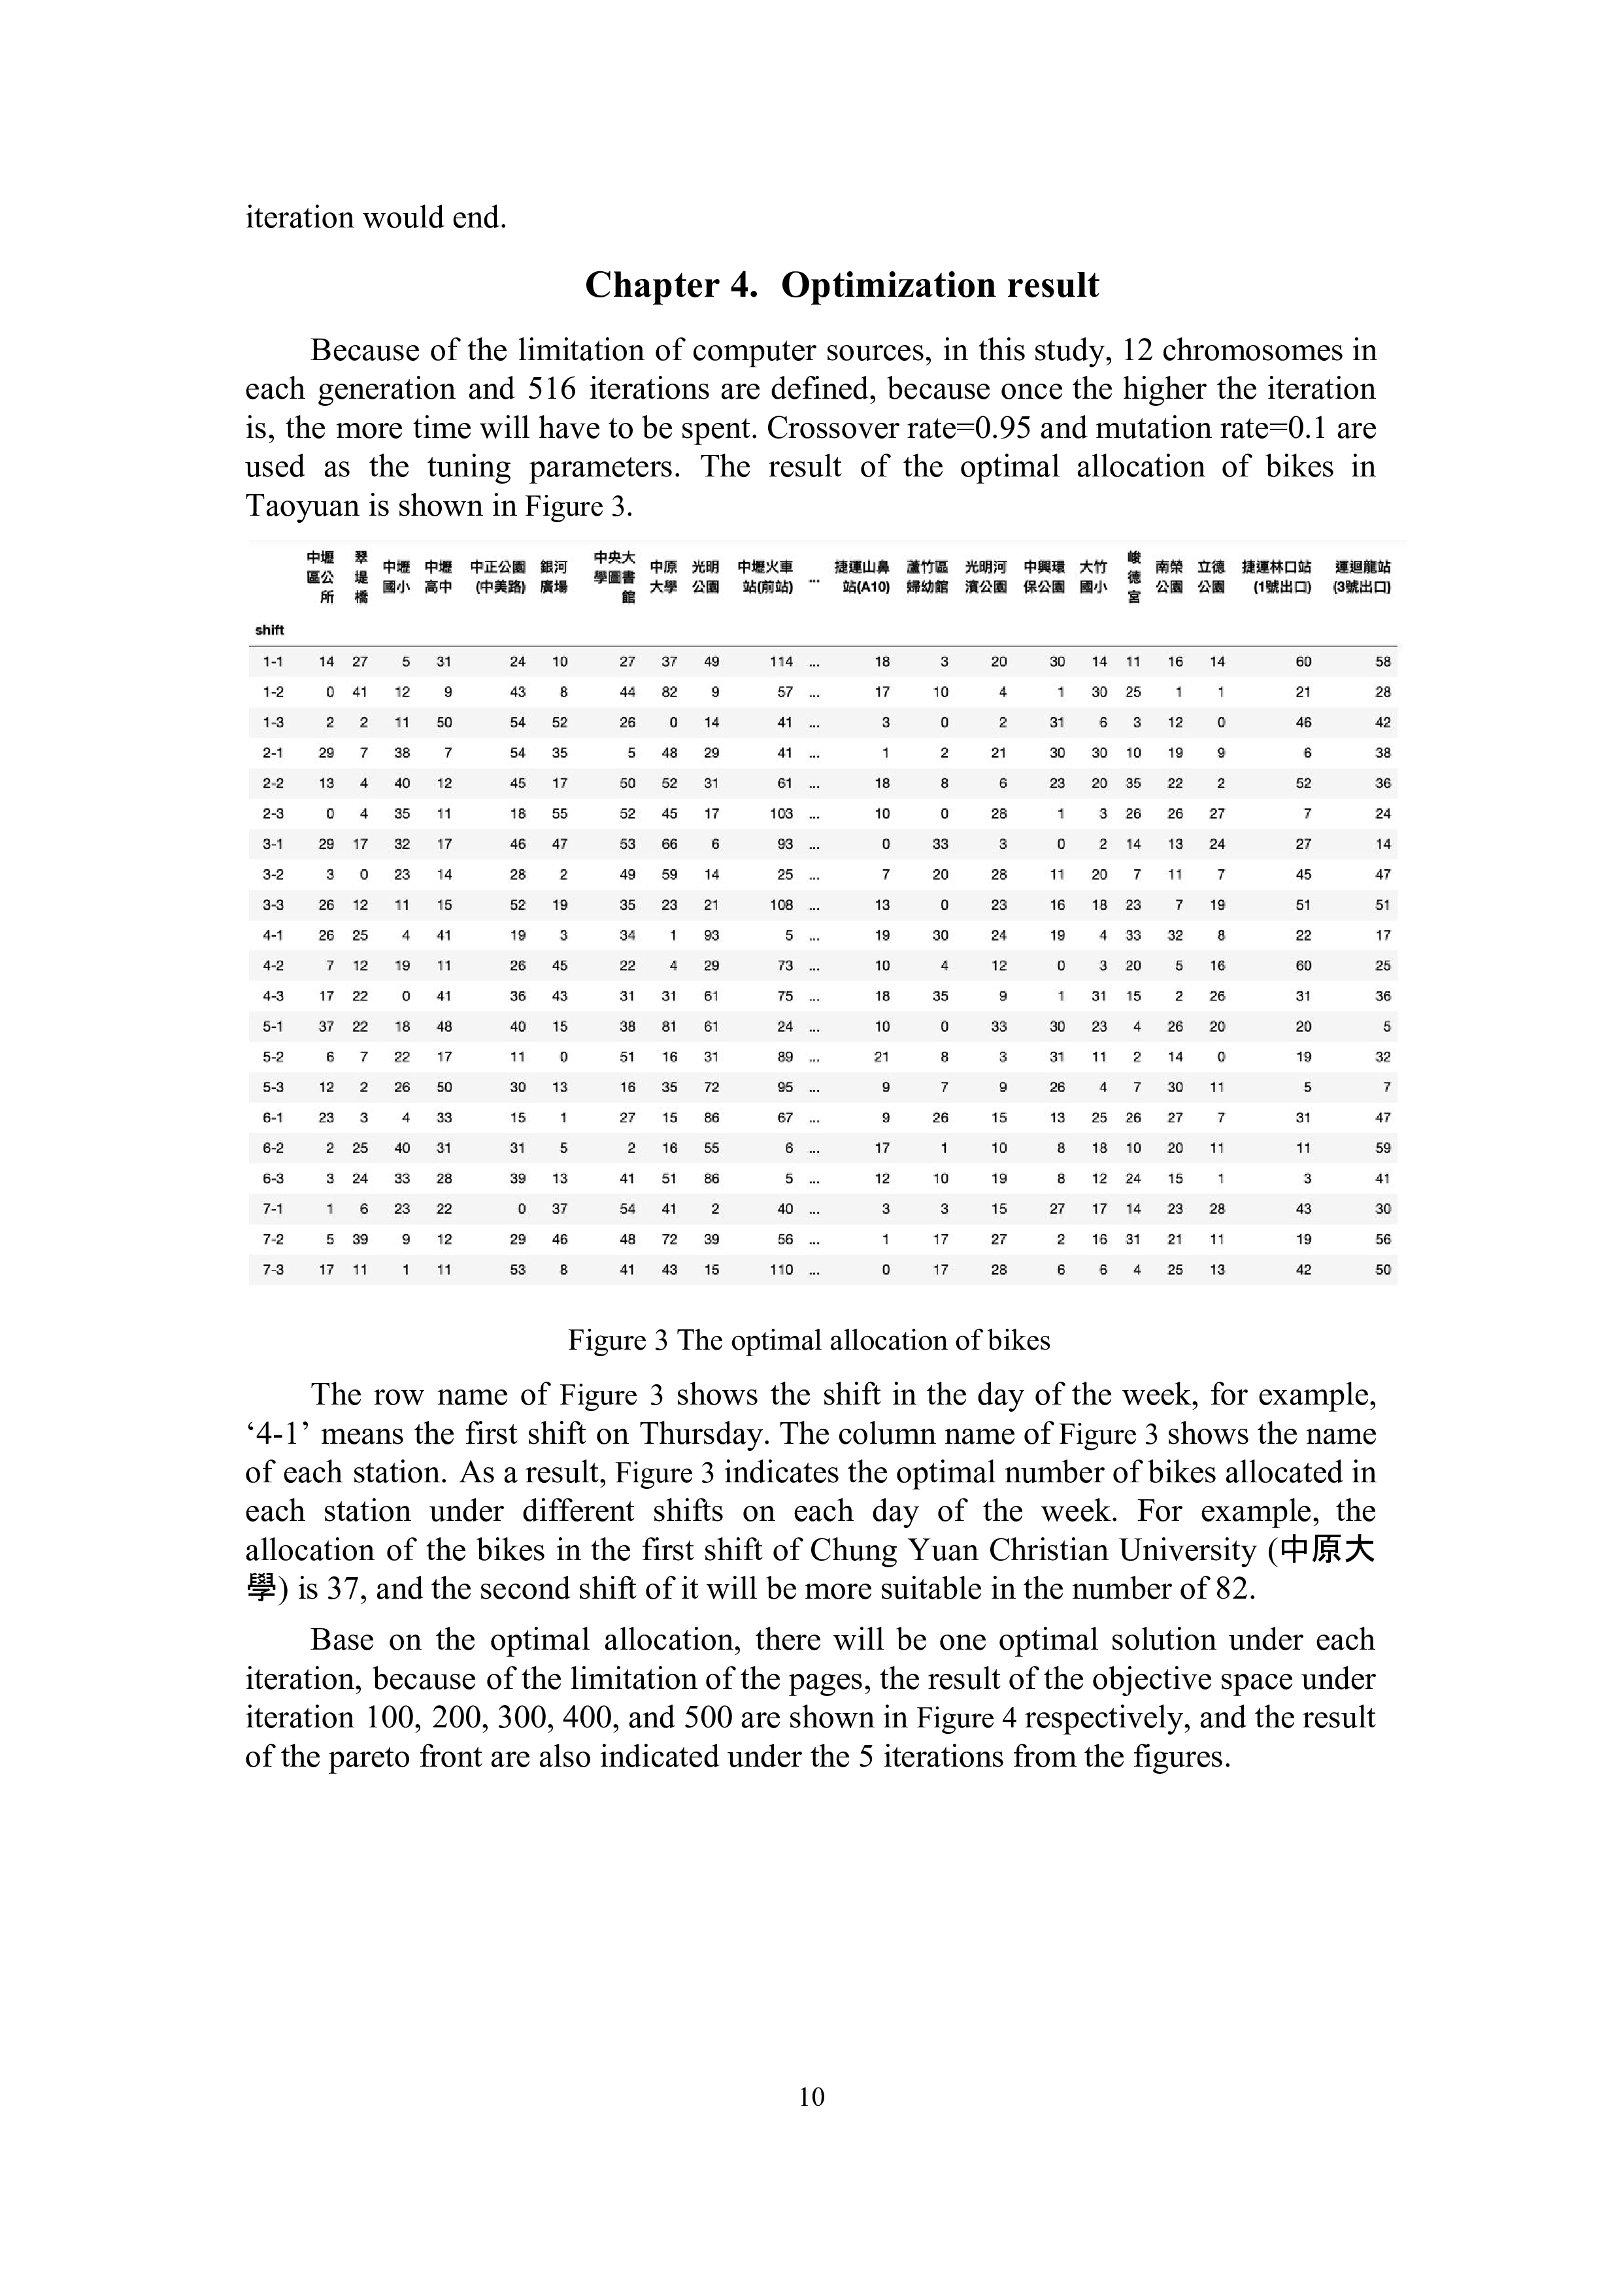 iteration would end.
Chapter 4. Optimization result
Because of the limitation of computer sources, in this study, 12 chromosomes in
each generation and 516 iterations are defined, because once the higher the iteration
is, the more time will have to be spent. Crossover rate=0.95 and mutation rate=0.1 are
used as the tuning parameters. The result of the optimal allocation of bikes in
Taoyuan is shown in Figure 3.
中壢區公所 翠堤橋 中壢國小 中壢高中 中正公園(中美路) 銀河廣場 中央大學圖書館 中原大學 光明公園 中壢火車站(前站) ... 捷運山鼻站(A10) 蘆竹區婦幼館 光明河濱公園 中興環保公園 大竹國小 峻德宮 南榮公園 立德公園 捷運林口站(1號出口) 運迴龍站(3號出口)
shift
1-1 14 27 5 31 24 10 27 37 49 114 ... 18 3 20 30 14 11 16 14 60 58
1-2 0 41 12 9 43 8 44 82 9 57 ... 17 10 4 1 30 25 1 1 21 28
1-3 2 2 11 50 54 52 26 0 14 41 ... 3 0 2 31 6 3 12 0 46 42
2-1 29 7 38 7 54 35 5 48 29 41 ... 1 2 21 30 30 10 19 9 6 38
2-2 13 4 40 12 45 17 50 52 31 61 ... 18 8 6 23 20 35 22 2 52 36
2-3 0 4 35 11 18 55 52 45 17 103 ... 10 0 28 1 3 26 26 27 7 24
3-1 29 17 32 17 46 47 53 66 6 93 ... 0 33 3 0 2 14 13 24 27 14
3-2 3 0 23 14 28 2 49 59 14 25 ... 7 20 28 11 20 7 11 7 45 47
3-3 26 12 11 15 52 19 35 23 21 108 ... 13 0 23 16 18 23 7 19 51 51
4-1 26 25 4 41 19 3 34 1 93 5 ... 19 30 24 19 4 33 32 8 22 17
4-2 7 12 19 11 26 45 22 4 29 73 ... 10 4 12 0 3 20 5 16 60 25
4-3 17 22 0 41 36 43 31 31 61 75 ... 18 35 9 1 31 15 2 26 31 36
5-1 37 22 18 48 40 15 38 81 61 24 ... 10 0 33 30 23 4 26 20 20 5
5-2 6 7 22 17 11 0 51 16 31 89 ... 21 8 3 31 11 2 14 0 19 32
5-3 12 2 26 50 30 13 16 35 72 95 ... 9 7 9 26 4 7 30 11 5 7
6-1 23 3 4 33 15 1 27 15 86 67 ... 9 26 15 13 25 26 27 7 31 47
6-2 2 25 40 31 31 5 2 16 55 6 ... 17 1 10 8 18 10 20 11 11 59
6-3 3 24 33 28 39 13 41 51 86 5 ... 12 10 19 8 12 24 15 1 3 41
7-1 1 6 23 22 0 37 54 41 2 40 ... 3 3 15 27 17 14 23 28 43 30
7-2 5 39 9 12 29 46 48 72 39 56 ... 1 17 27 2 16 31 21 11 19 56
7-3 17 11 1 11 53 8 41 43 15 110 ... 0 17 28 6 6 4 25 13 42 50
Figure 3 The optimal allocation of bikes
The row name of Figure 3 shows the shift in the day of the week, for example,
‘4-1’ means the first shift on Thursday. The column name of Figure 3 shows the name
of each station. As a result, Figure 3 indicates the optimal number of bikes allocated in
each station under different shifts on each day of the week. For example, the
allocation of the bikes in the first shift of Chung Yuan Christian University (中原大
學) is 37, and the second shift of it will be more suitable in the number of 82.
Base on the optimal allocation, there will be one optimal solution under each
iteration, because of the limitation of the pages, the result of the objective space under
iteration 100, 200, 300, 400, and 500 are shown in Figure 4 respectively, and the result
of the pareto front are also indicated under the 5 iterations from the figures.
10